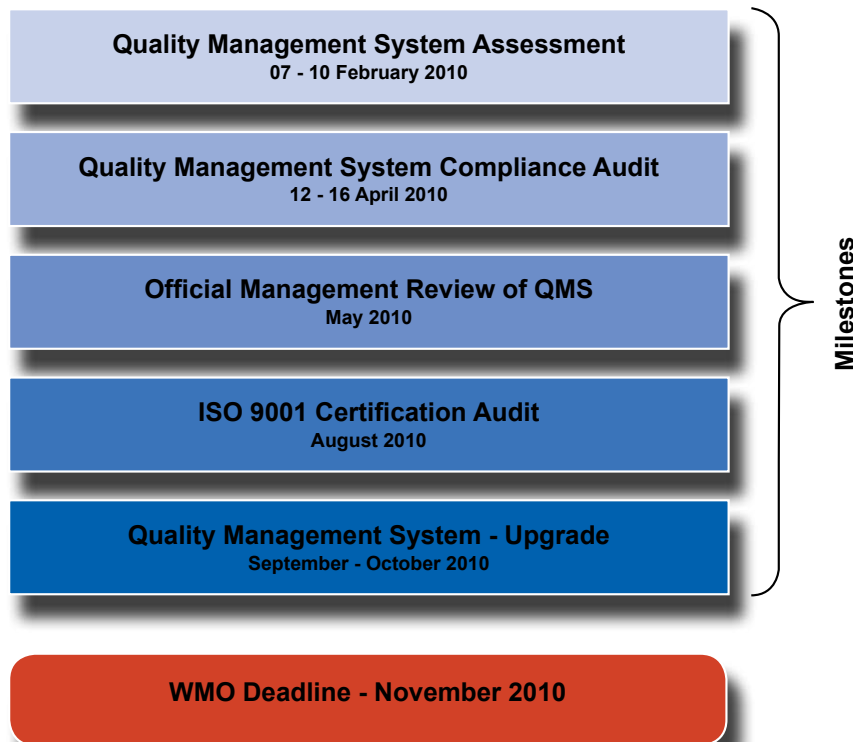 Quality Management System Assessment
07 - 10 February 2010
Quality Management System Compliance Audit
12 - 16 April 2010
Official Management Review of QMS
May 2010
ISO 9001 Certification Audit
August 2010
Quality Management System - Upgrade
September - October 2010
Milestones
WMO Deadline - November 2010